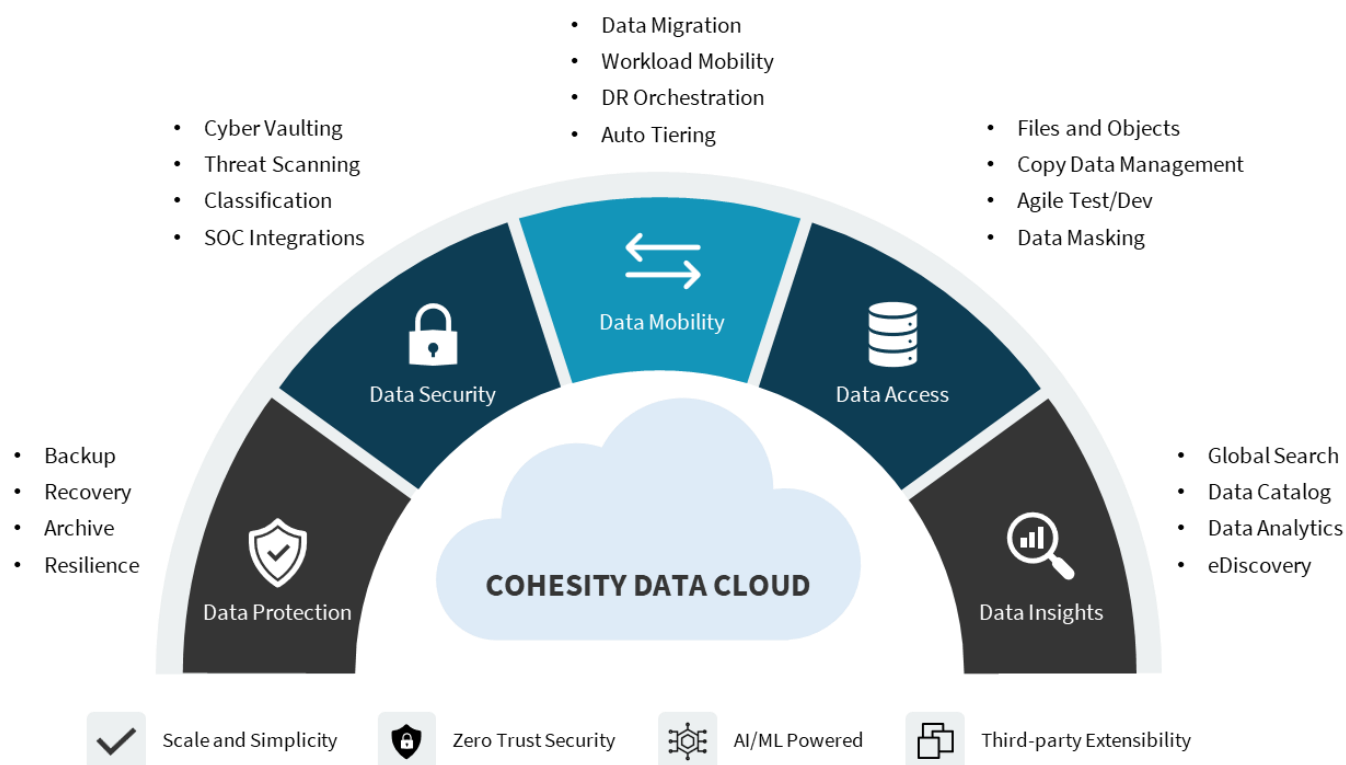 • Data Migration
• Workload Mobility
• DR Orchestration
• Auto Tiering
• Cyber Vaulting
• Threat Scanning
• Classification
• SOC Integrations
• Files and Objects
• Copy Data Management
• Agile Test/Dev
• Data Masking
Data Mobility
Data Security
Data Access
• Backup
• Recovery
• Archive
• Resilience
• Global Search
• Data Catalog
• Data Analytics
• eDiscovery
COHESITY DATA CLOUD
Data Protection
Data Insights
Scale and Simplicity
Zero Trust Security
AI/ML Powered
Third-party Extensibility